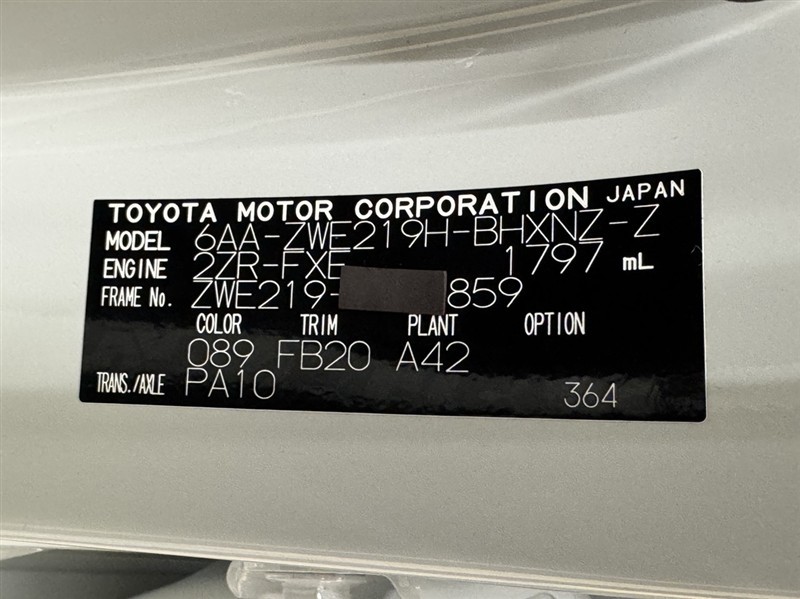 TOYOTA MOTOR CORPORATION JAPAN
MODEL 6AA-ZWE219H-BHXNZ-Z
ENGINE 2ZR-FXE 1797 mL
FRAME No. ZWE219- 859
COLOR TRIM PLANT OPTION
089 FB20 A42
TRANS./AXLE PA10 364